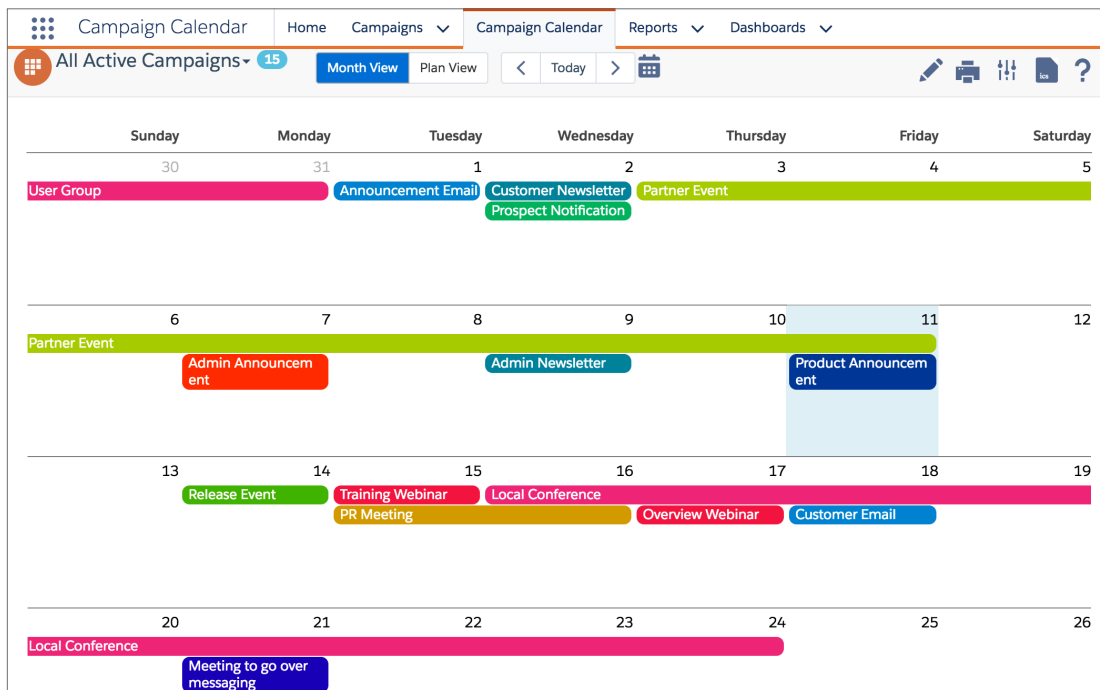 Campaign Calendar
Home Campaigns Campaign Calendar Reports Dashboards
All Active Campaigns 15
Month View Plan View Today ics ?
Sunday Monday Tuesday Wednesday Thursday Friday Saturday
30 31 1 2 3 4 5
User Group Announcement Email Customer Newsletter Partner Event
Prospect Notification
6 7 8 9 10 11 12
Partner Event
Admin Announcem Admin Newsletter Product Announcem
ent ent
13 14 15 16 17 18 19
Release Event Training Webinar Local Conference
PR Meeting Overview Webinar Customer Email
20 21 22 23 24 25 26
Local Conference
Meeting to go over
messaging